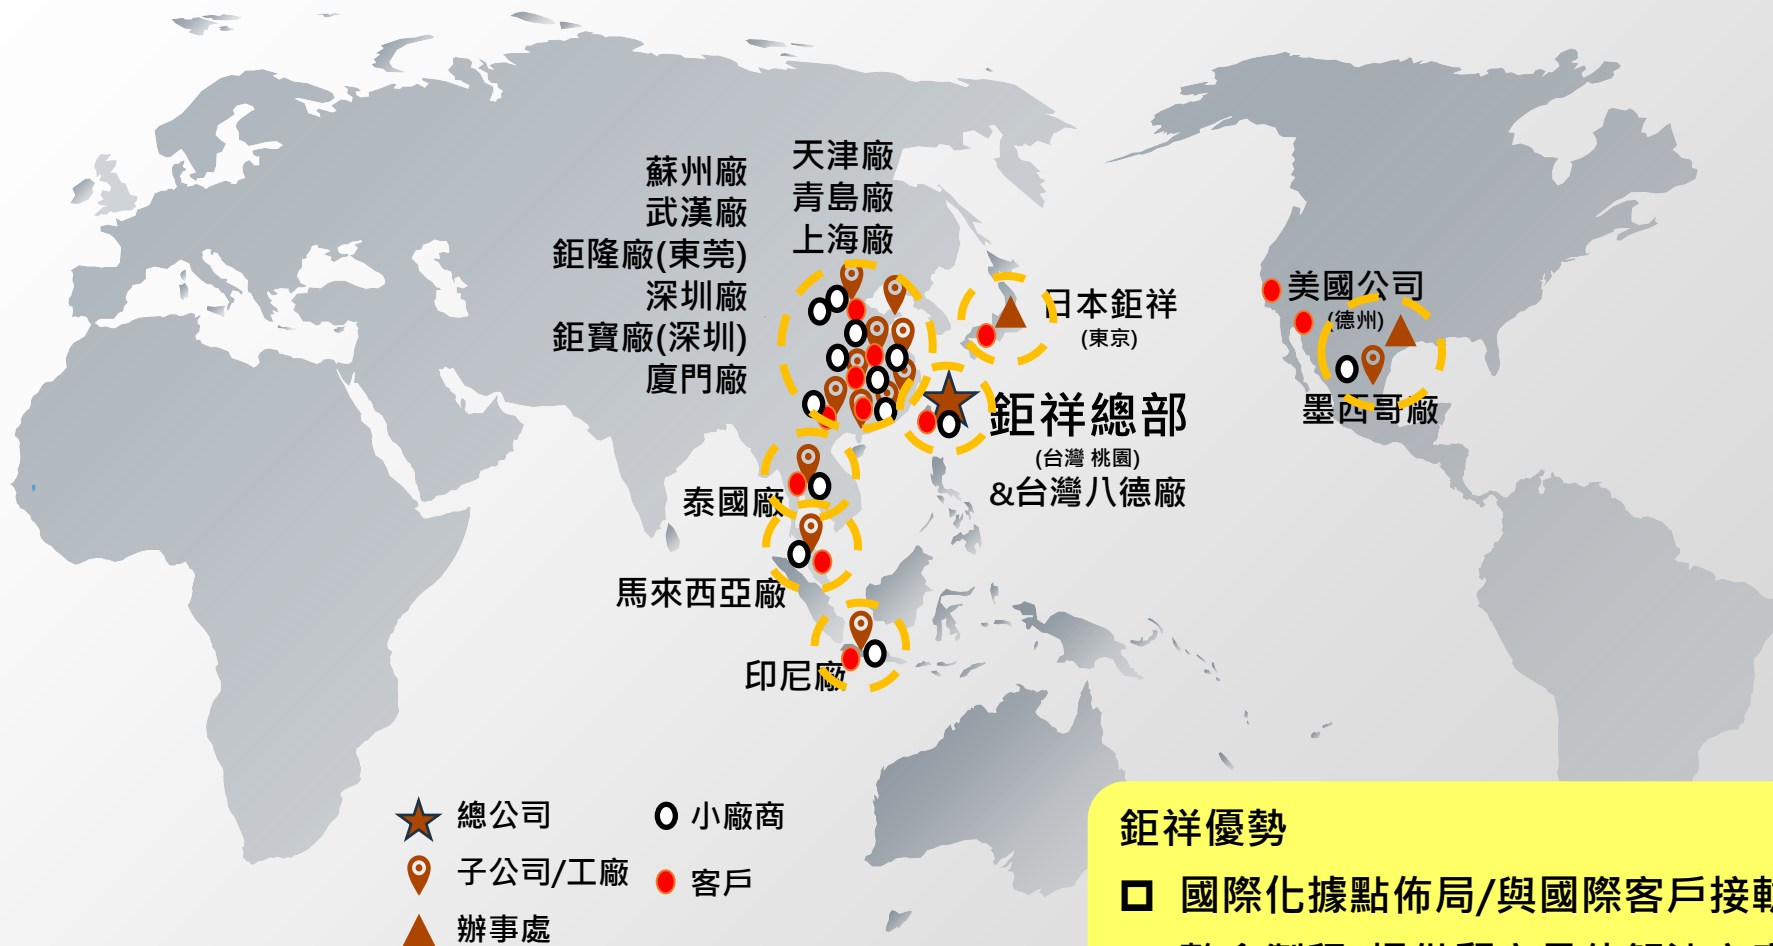 天津廠
青島廠
上海廠
蘇州廠
武漢廠
鉅隆廠(東莞)
深圳廠
鉅寶廠(深圳)
廈門廠
日本鉅祥
(東京)
美國公司
(德州)
墨西哥廠
鉅祥總部
(台灣 桃園)
&台灣八德廠
泰國廠
馬來西亞廠
印尼廠
總公司
小廠商
子公司/工廠
客戶
辦事處
鉅祥優勢
國際化據點佈局/與國際客戶接軌